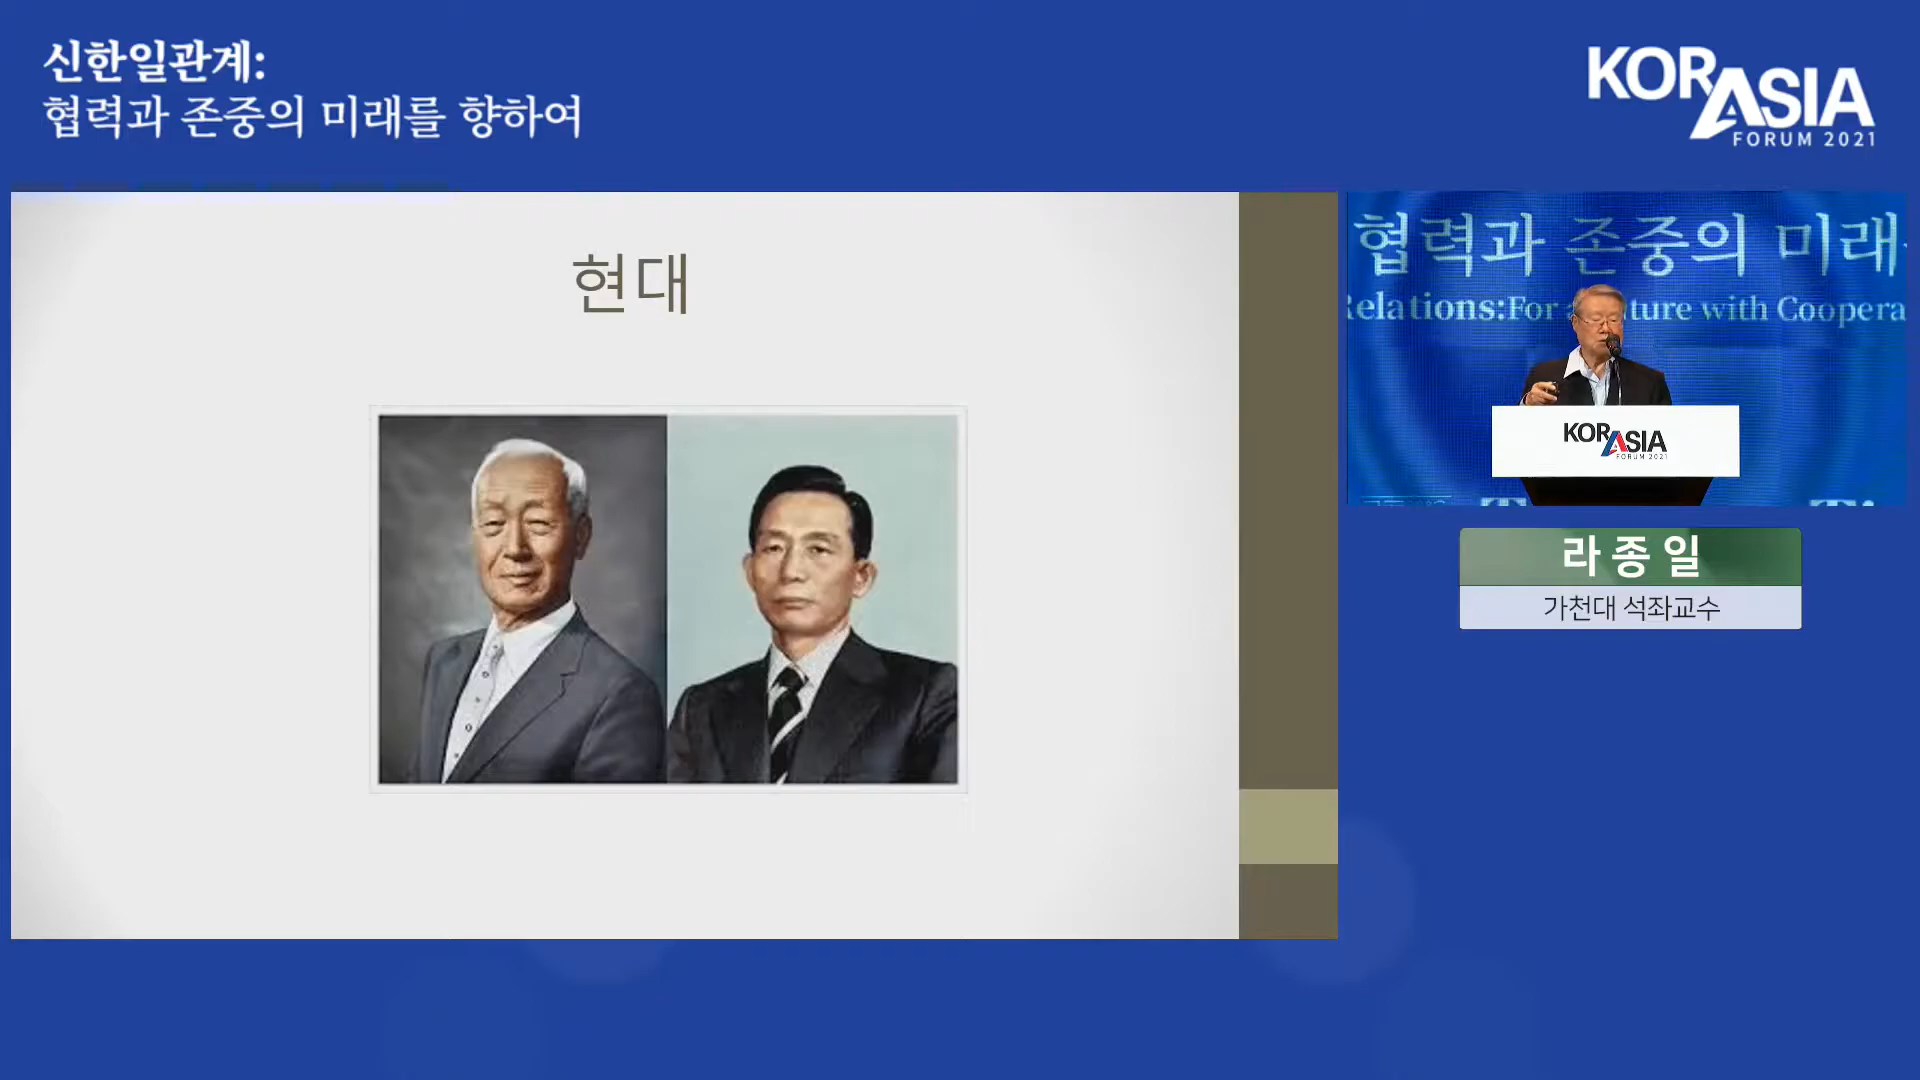 신한일관계:
협력과 존중의 미래를 향하여
KORASIA
FORUM 2021
현대
협력과 존중의 미래
Relations:For a ture with Coopera
KORASIA
FORUM 2021
라종일
가천대 석좌교수